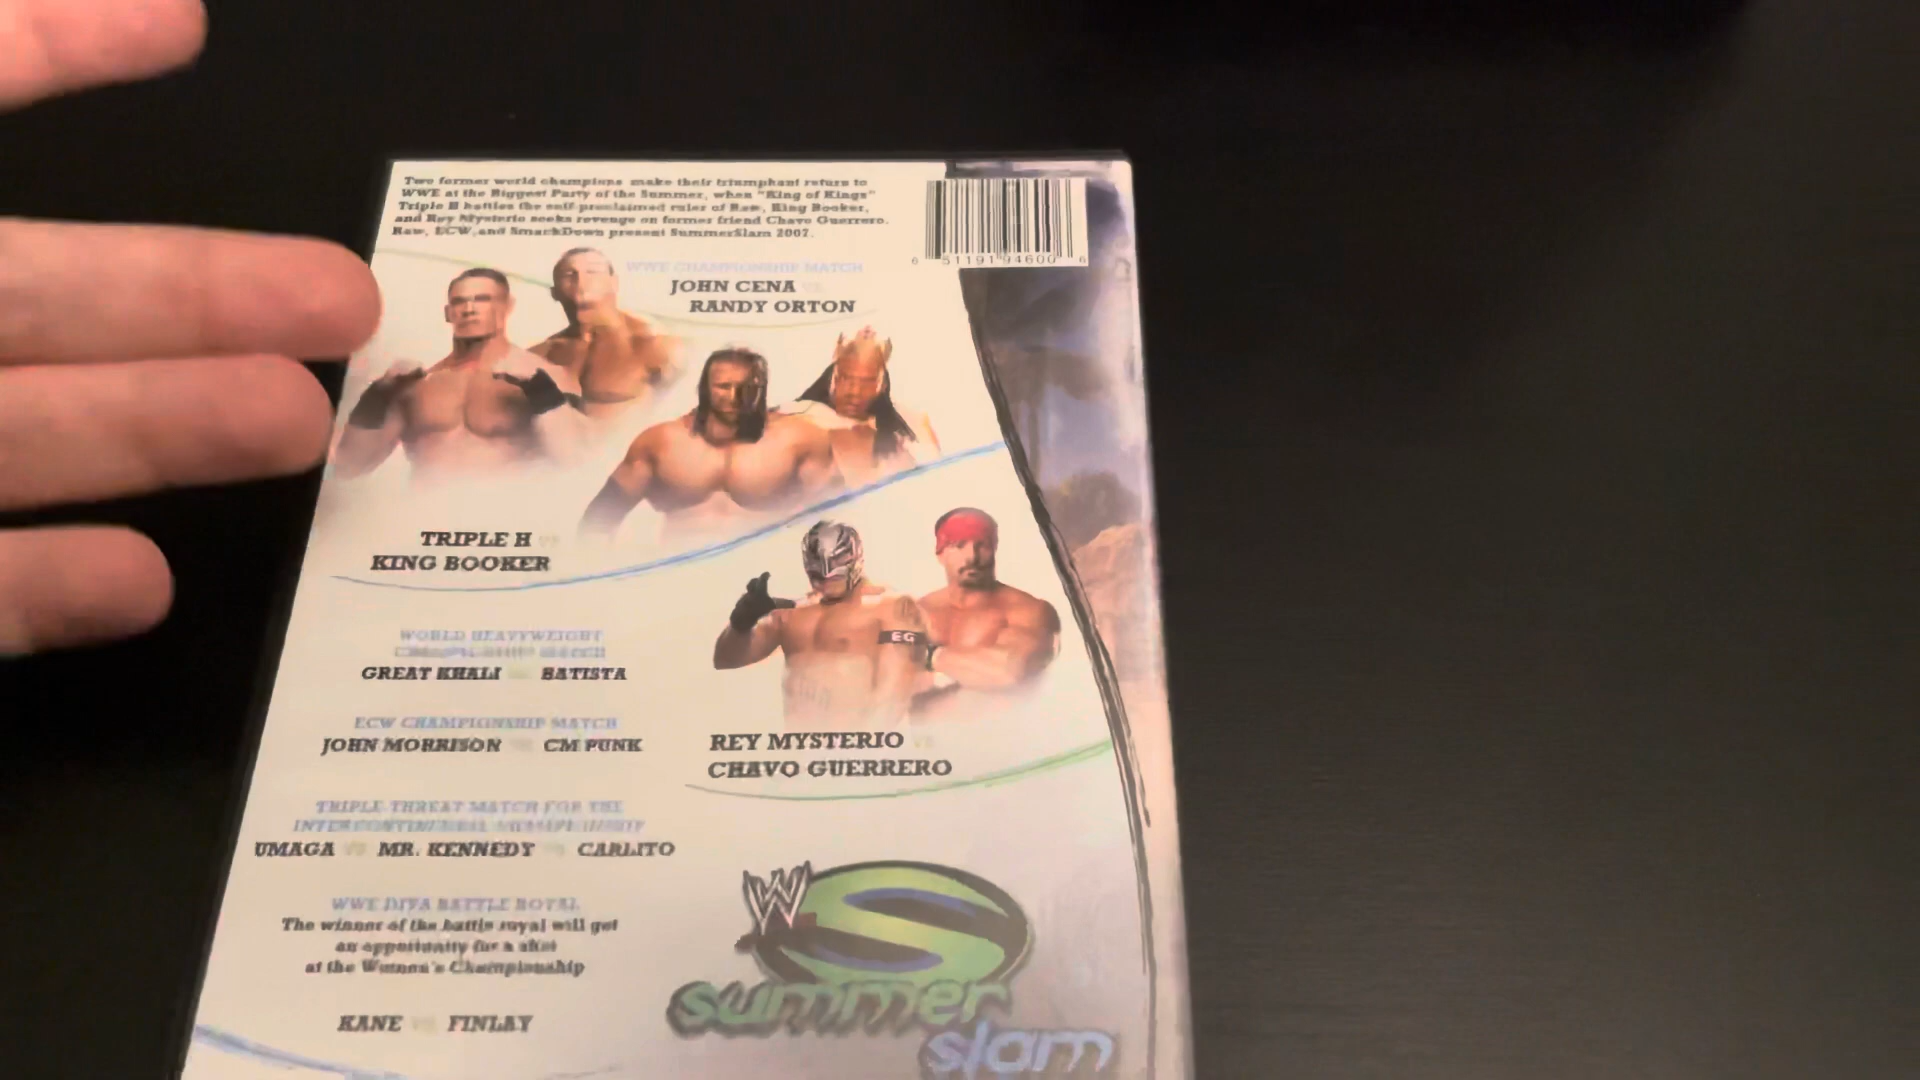 Two former world champions make their triumphant return to
WWE at the Biggest Party of the Summer, when "King of Kings"
Triple H battles the self-proclaimed ruler of Raw, King Booker,
and Rey Mysterio seeks revenge on former friend Chavo Guerrero.
Raw, ECW, and SmackDown present SummerSlam 2007.
6 51191 94600 6
WWE CHAMPIONSHIP MATCH
JOHN CENA VS
RANDY ORTON
TRIPLE H VS
KING BOOKER
EG
WORLD HEAVYWEIGHT
CHAMPIONSHIP MATCH
GREAT KHALI VS BATISTA
ECW CHAMPIONSHIP MATCH
JOHN MORRISON VS CM PUNK
REY MYSTERIO VS
CHAVO GUERRERO
TRIPLE THREAT MATCH FOR THE
INTERCONTINENTAL CHAMPIONSHIP
UMAGA VS MR. KENNEDY VS CARLITO
WWE DIVA BATTLE ROYAL
The winner of the battle royal will get
an opportunity for a shot
at the Women's Championship
KANE VS FINLAY
W
summer
slam